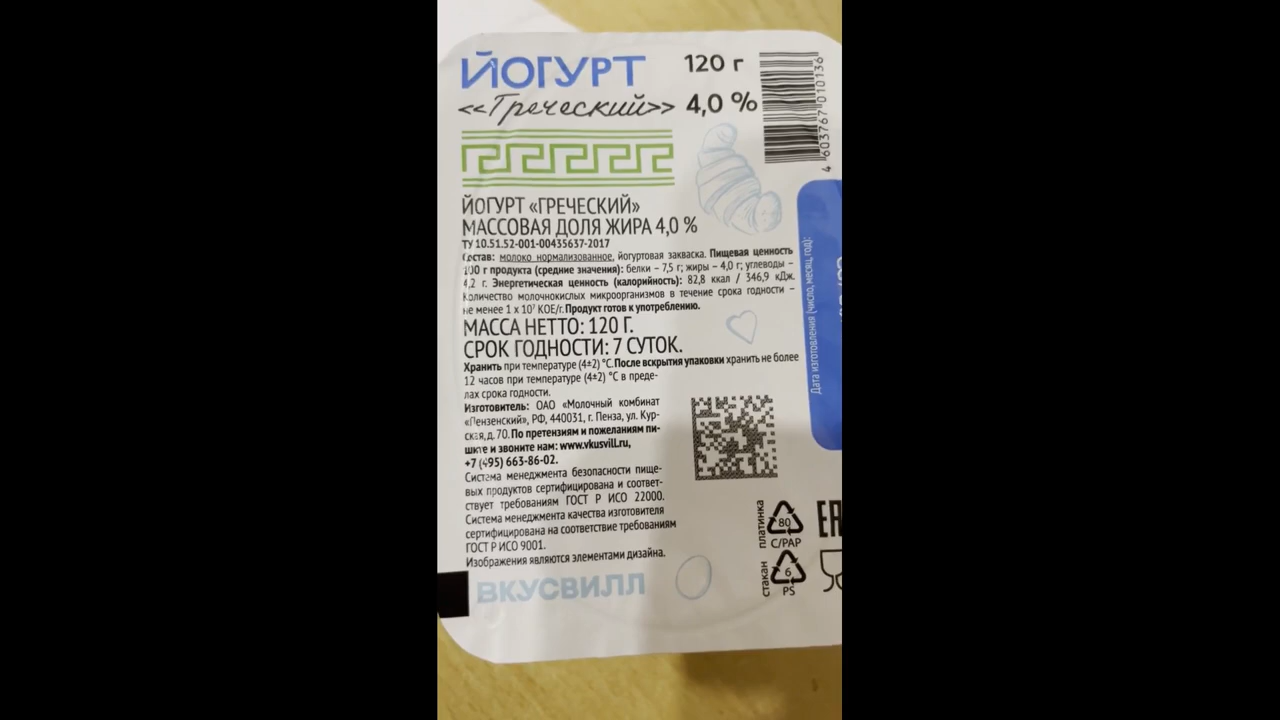 ЙОГУРТ
120 г
«Греческий»
4,0 %
4 603767 010136
ЙОГУРТ «ГРЕЧЕСКИЙ»
МАССОВАЯ ДОЛЯ ЖИРА 4,0 %
ТУ 10.51.52-001-00435637-2017
Состав: молоко нормализованное, йогуртовая закваска. Пищевая ценность
100 г продукта (средние значения): белки – 7,5 г; жиры – 4,0 г; углеводы –
4,2 г. Энергетическая ценность (калорийность): 82,8 ккал / 346,9 кДж.
Количество молочнокислых микроорганизмов в течение срока годности –
не менее 1 х 10⁷ КОЕ/г. Продукт готов к употреблению.
МАССА НЕТТО: 120 Г.
СРОК ГОДНОСТИ: 7 СУТОК.
Хранить при температуре (4±2) °С. После вскрытия упаковки хранить не более
12 часов при температуре (4±2) °С в преде-
лах срока годности.
Изготовитель: ОАО «Молочный комбинат
«Пензенский», РФ, 440031, г. Пенза, ул. Кур-
ская, д. 70. По претензиям и пожеланиям пи-
шите и звоните нам: www.vkusvill.ru,
+7 (495) 663-86-02.
Система менеджмента безопасности пище-
вых продуктов сертифицирована и соответ-
ствует требованиям ГОСТ Р ИСО 22000.
Система менеджмента качества изготовителя
сертифицирована на соответствие требованиям
ГОСТ Р ИСО 9001.
Изображения являются элементами дизайна.
ВКУСВИЛЛ
Дата изготовления (число, месяц, год):
платинка
80
C/PAP
стакан
6
PS